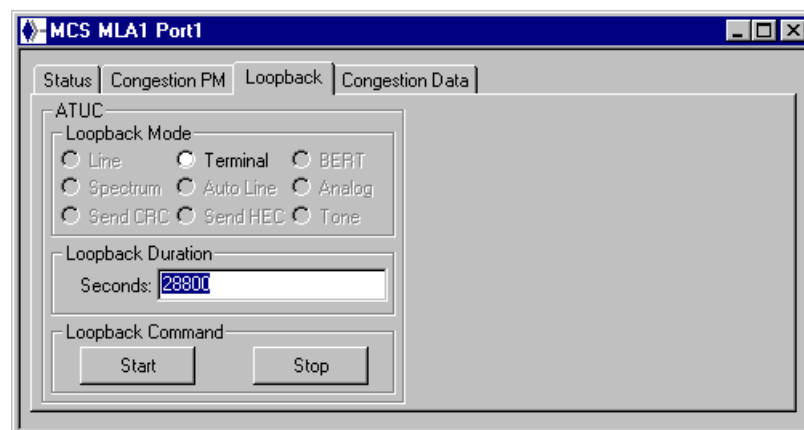 MCS MLA1 Port1
Status Congestion PM Loopback Congestion Data
ATUC
Loopback Mode
Line Terminal BERT
Spectrum Auto Line Analog
Send CRC Send HEC Tone
Loopback Duration
Seconds: 28800
Loopback Command
Start Stop